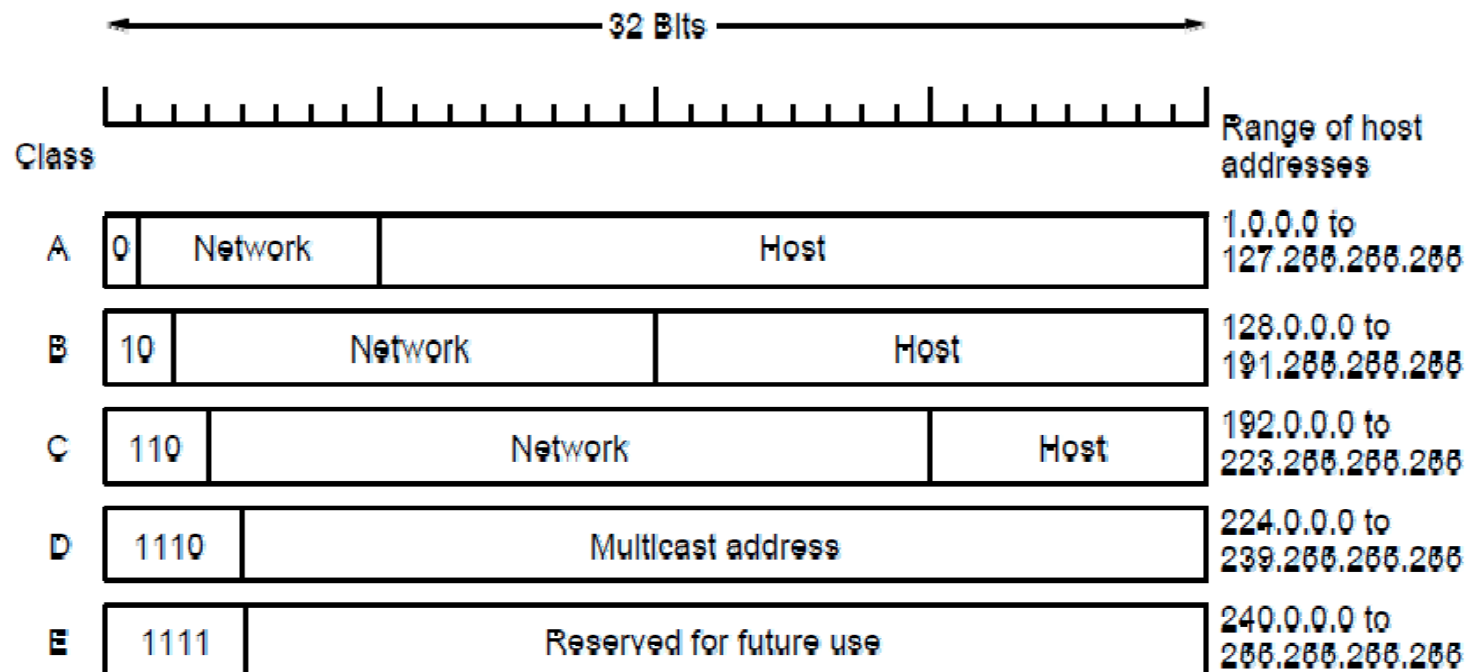 32 Bits
Range of host
addresses
Class
A 0 Network Host 1.0.0.0 to
127.255.255.255
B 10 Network Host 128.0.0.0 to
191.255.255.255
C 110 Network Host 192.0.0.0 to
223.255.255.255
D 1110 Multicast address 224.0.0.0 to
239.255.255.255
E 1111 Reserved for future use 240.0.0.0 to
255.255.255.255